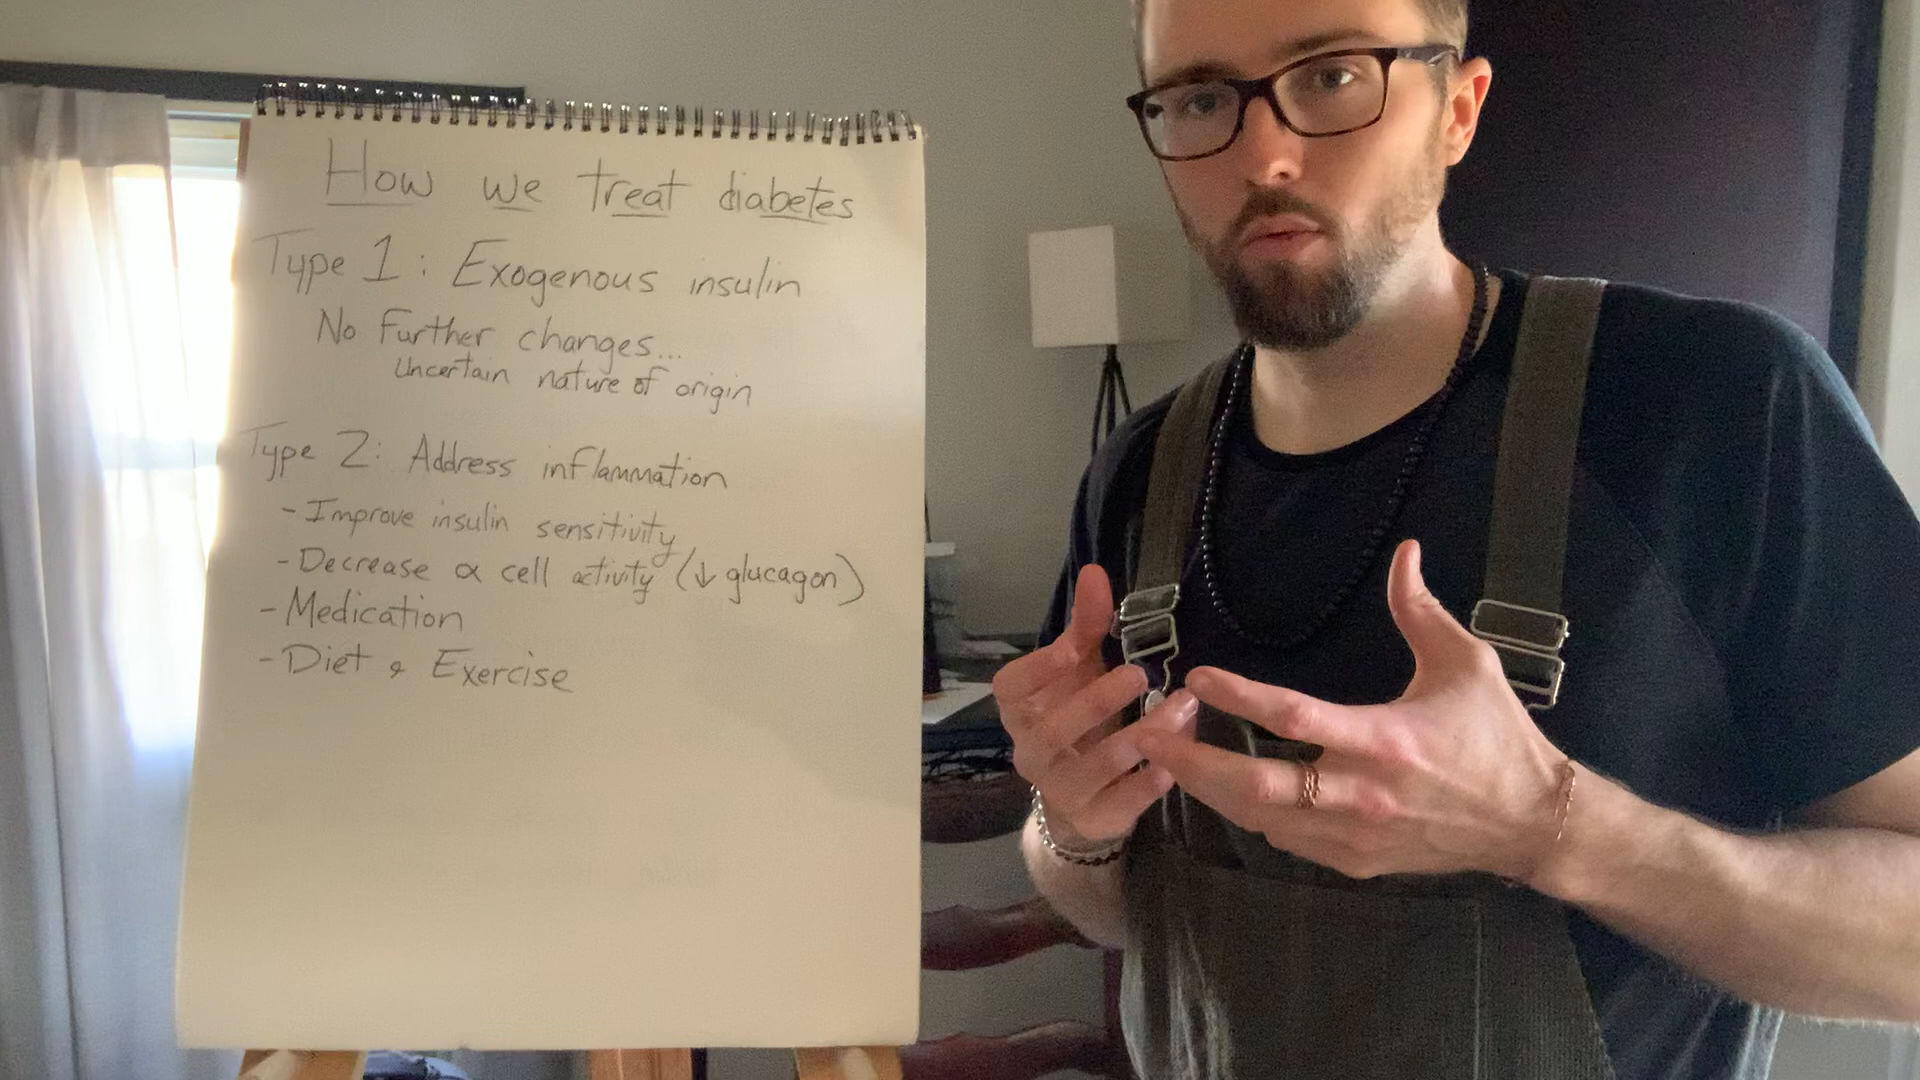 How we treat diabetes
Type 1: Exogenous insulin
No Further changes...
Uncertain nature of origin
Type 2: Address inflammation
- Improve insulin sensitivity
- Decrease α cell activity (↓ glucagon)
- Medication
- Diet & Exercise